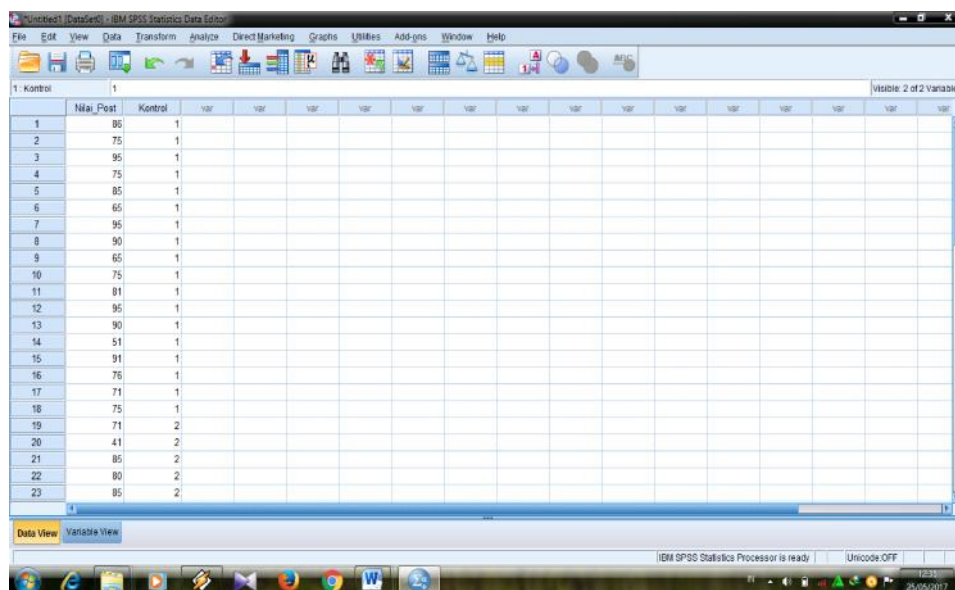 *Untitled1 [DataSet0] - IBM SPSS Statistics Data Editor
File Edit View Data Transform Analyze Direct Marketing Graphs Utilities Add-ons Window Help
1 : Kontrol 1 Visible: 2 of 2 Variable
Nilai_Post Kontrol var var var var var var var var var var var var
1 86 1
2 75 1
3 95 1
4 75 1
5 85 1
6 65 1
7 95 1
8 90 1
9 65 1
10 75 1
11 81 1
12 95 1
13 90 1
14 51 1
15 91 1
16 76 1
17 71 1
18 75 1
19 71 2
20 41 2
21 85 2
22 80 2
23 85 2
Data View Variable View
IBM SPSS Statistics Processor is ready Unicode:OFF
12:35
25/05/2017